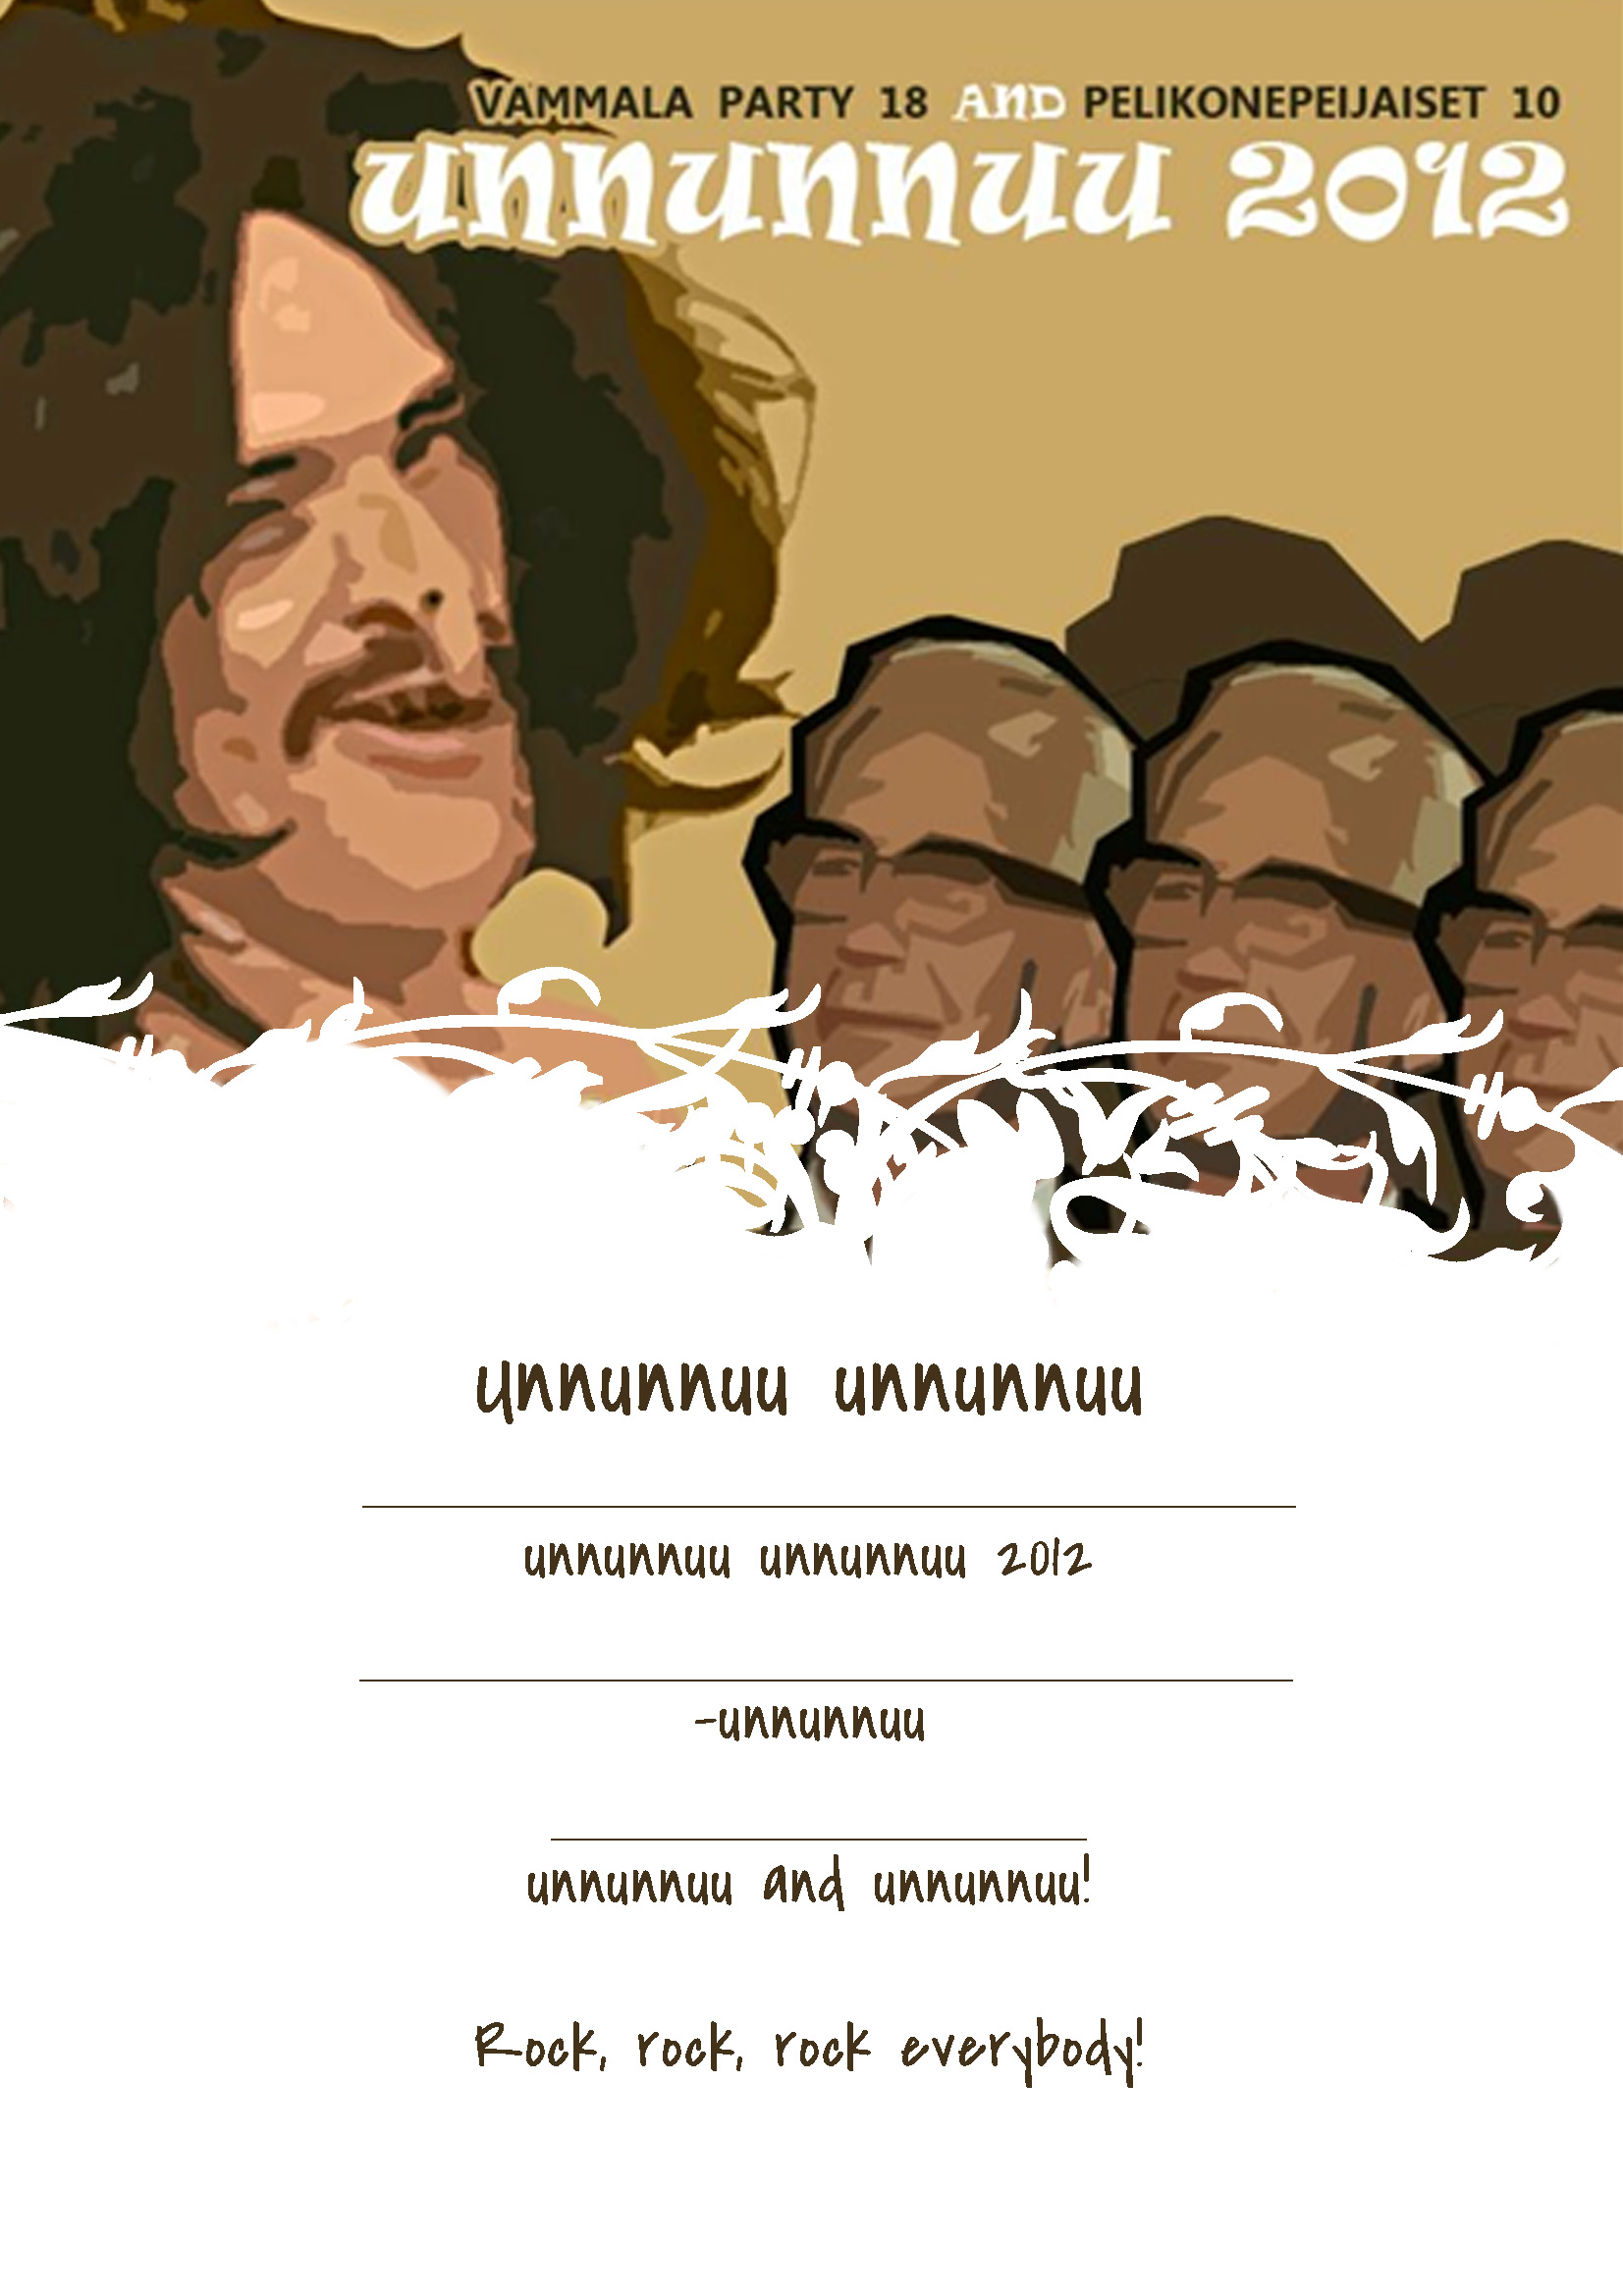 VAMMALA PARTY 18 AND PELIKONEPEIJAISET 10
unnunnuu 2012
unnunnuu unnunnuu
unnunnuu unnunnuu 2012
-unnunnuu
unnunnuu and unnunnuu!
Rock, rock, rock everybody!